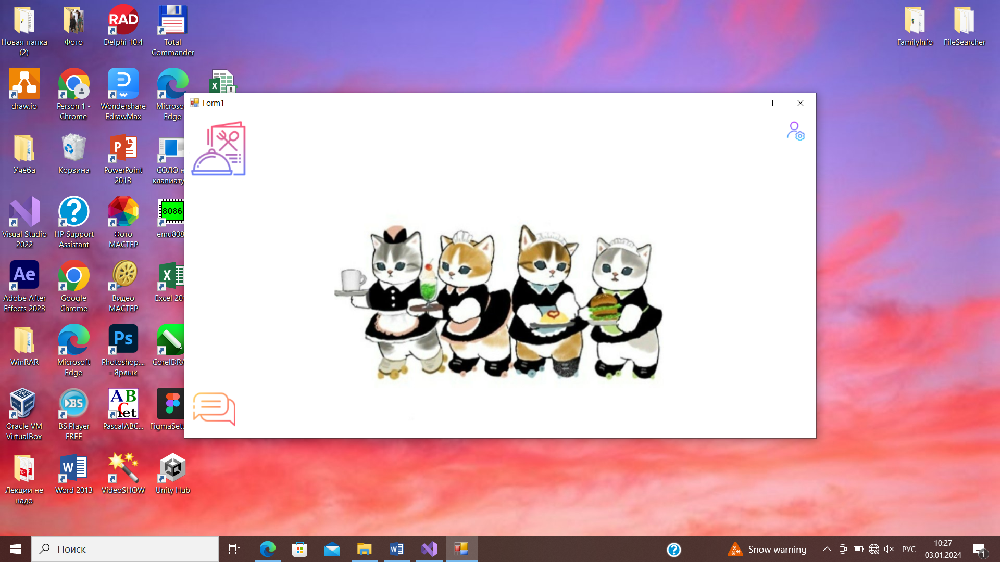 Новая папка
(2)
Фото
RAD
Delphi 10.4
Total
Commander
FamilyInfo
FileSearcher
draw.io
Person 1 -
Chrome
Wondershare
EdrawMax
Microso
Edge
X
Form1
Учёба
Корзина
P
PowerPoint
2013
СОЛО н
клавиату
Visual Studio
2022
?
HP Support
Assistant
Фото
МАСТЕР
8086
emu808
Ae
Adobe After
Effects 2023
Google
Chrome
Видео
МАСТЕР
X
Excel 20
WinRAR
Microsoft
Edge
Ps
Photoshop....
- Ярлык
CorelDRA
Oracle VM
VirtualBox
BS
BS.Player
FREE
ABC
net
PascalABC...
FigmaSetu
PDF
Лекции не
надо
W
Word 2013
VideoSHOW
Unity Hub
Поиск
W
?
Snow warning
РУС
10:27
03.01.2024
1